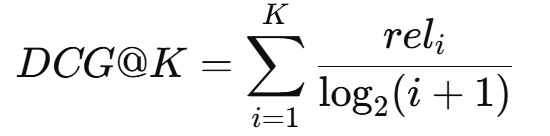 DCG@K = \sum_{i=1}^{K} \frac{rel_i}{\log_2(i+1)}